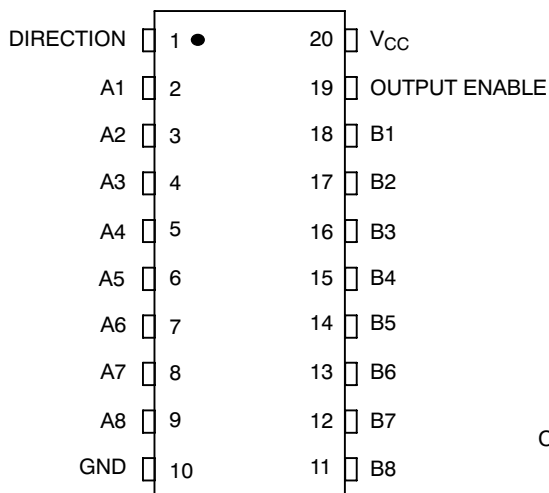 DIRECTION 1 20 VCC
A1 2 19 OUTPUT ENABLE
A2 3 18 B1
A3 4 17 B2
A4 5 16 B3
A5 6 15 B4
A6 7 14 B5
A7 8 13 B6
A8 9 12 B7
GND 10 11 B8